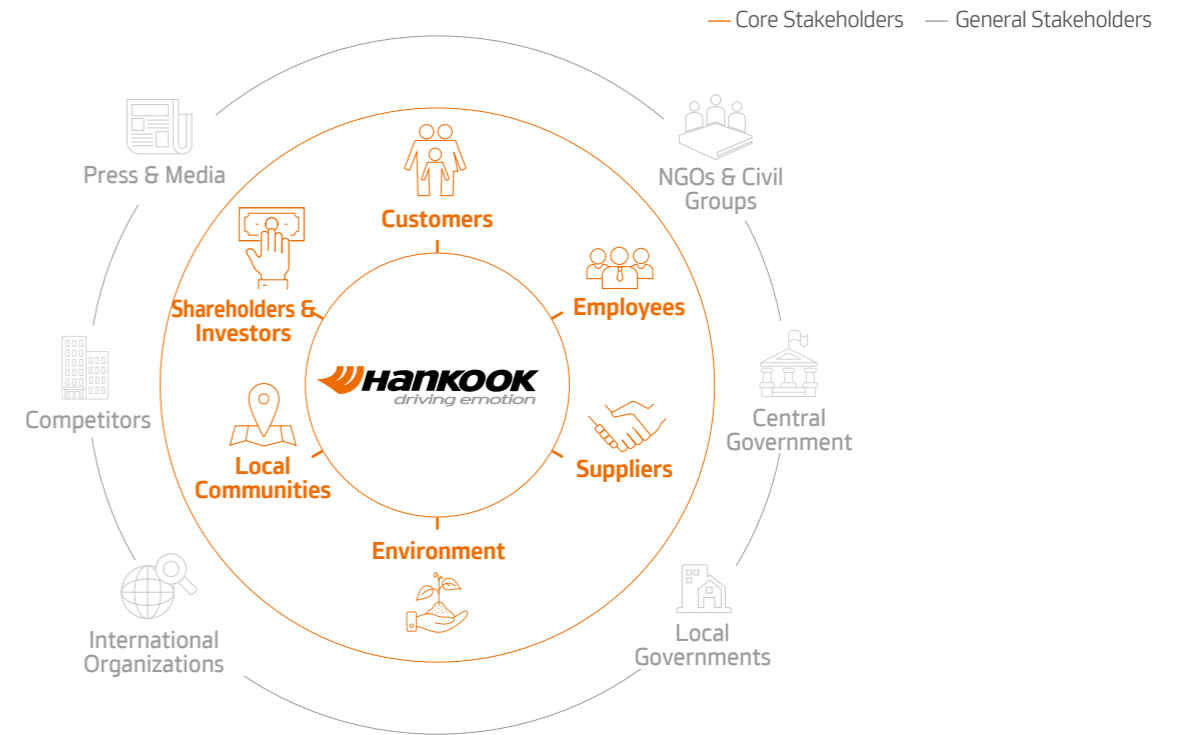 Core Stakeholders
General Stakeholders
Press & Media
NGOs & Civil
Groups
Customers
Shareholders &
Investors
Employees
HANKOOK
driving emotion
Competitors
Central
Government
Local
Communities
Suppliers
Environment
International
Organizations
Local
Governments